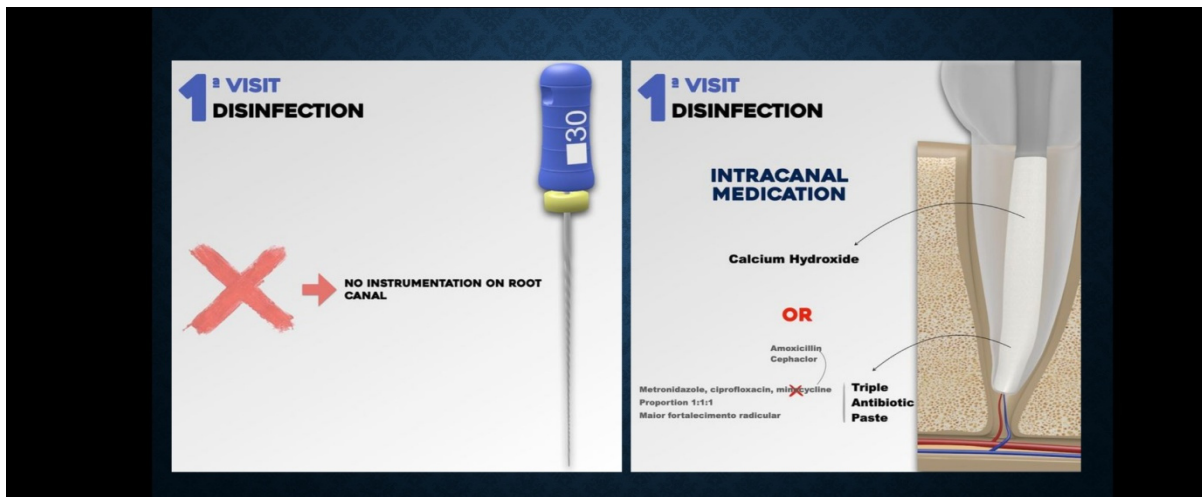 1ª VISIT
DISINFECTION
30
NO INSTRUMENTATION ON ROOT
CANAL
1ª VISIT
DISINFECTION
INTRACANAL
MEDICATION
Calcium Hydroxide
OR
Amoxicillin
Cephaclor
Metronidazole, ciprofloxacin, minocycline
Proportion 1:1:1
Maior fortalecimento radicular
Triple
Antibiotic
Paste